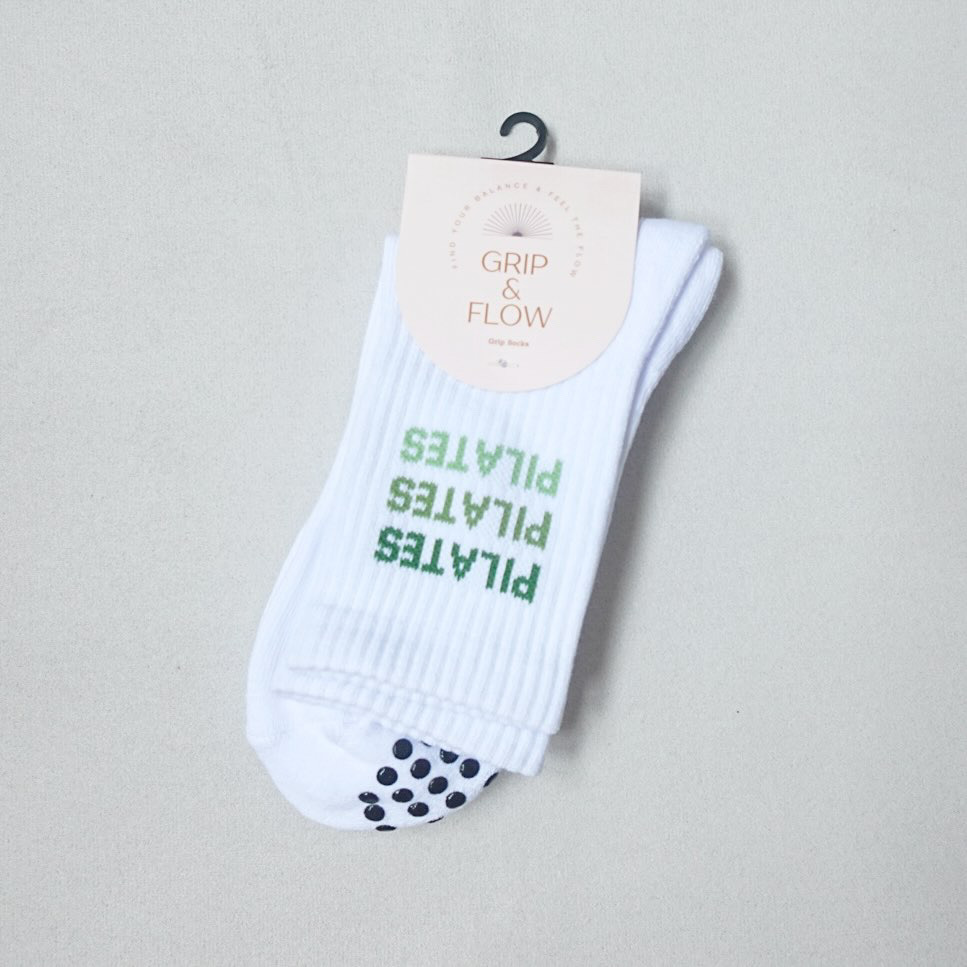 FIND YOUR BALANCE & FEEL THE FLOW
GRIP
&
FLOW
Grip Socks
PILATES
PILATES
PILATES